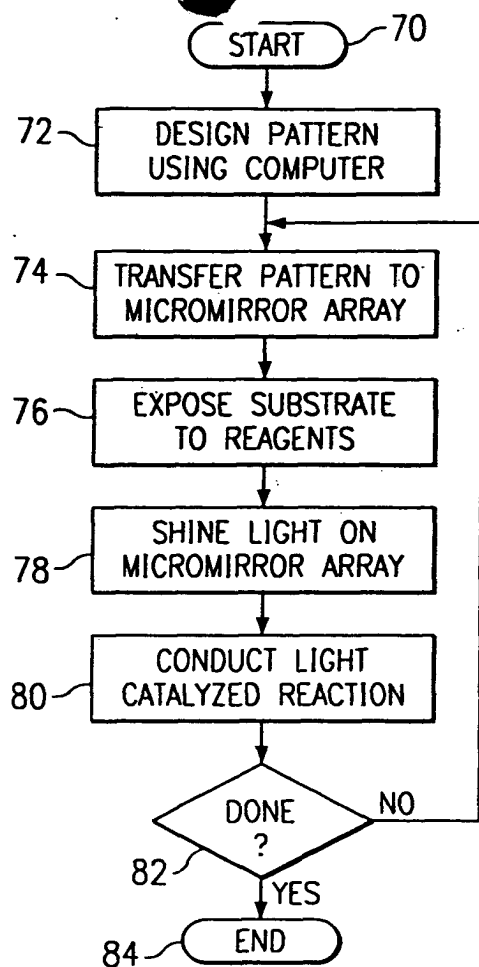 START
70
72
DESIGN PATTERN
USING COMPUTER
74
TRANSFER PATTERN TO
MICROMIRROR ARRAY
76
EXPOSE SUBSTRATE
TO REAGENTS
78
SHINE LIGHT ON
MICROMIRROR ARRAY
80
CONDUCT LIGHT
CATALYZED REACTION
DONE
?
NO
82
YES
84
END